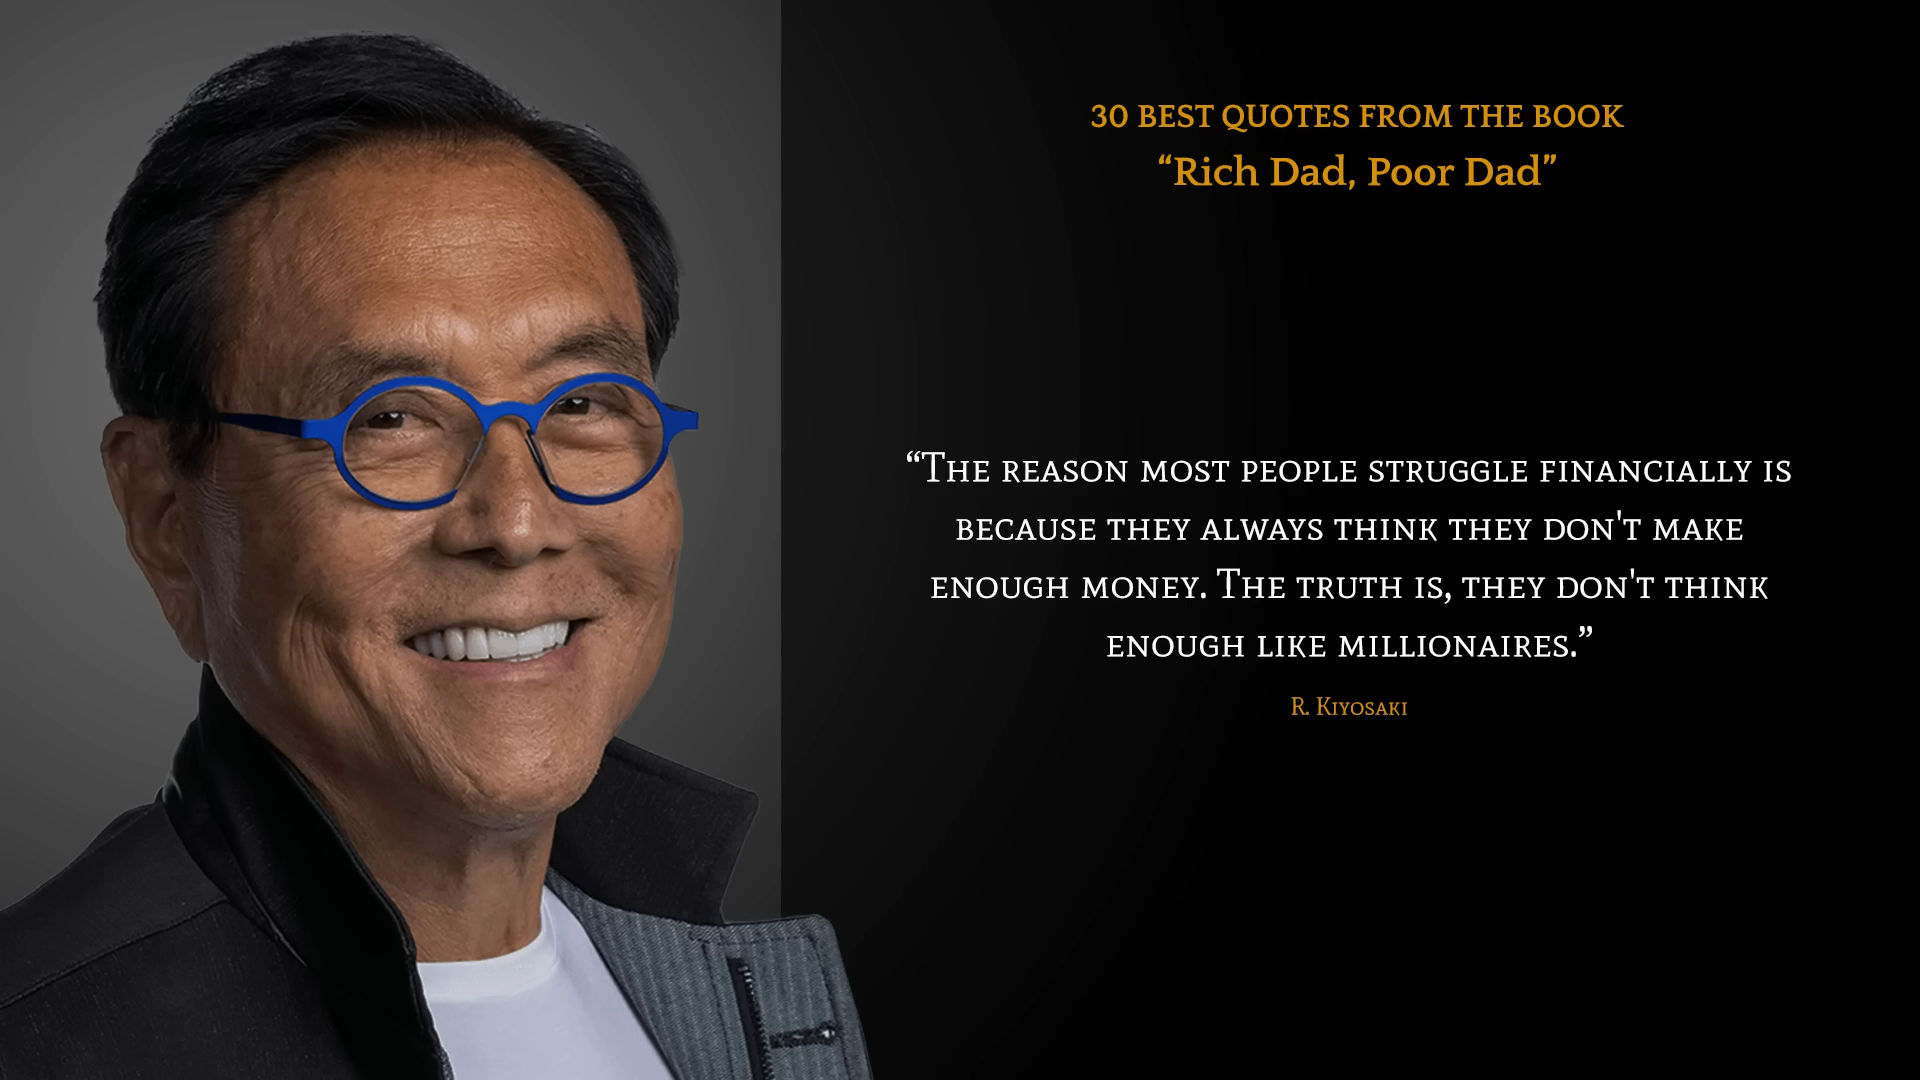 30 BEST QUOTES FROM THE BOOK
“Rich Dad, Poor Dad”
“The reason most people struggle financially is
because they always think they don't make
enough money. The truth is, they don't think
enough like millionaires.”
R. Kiyosaki